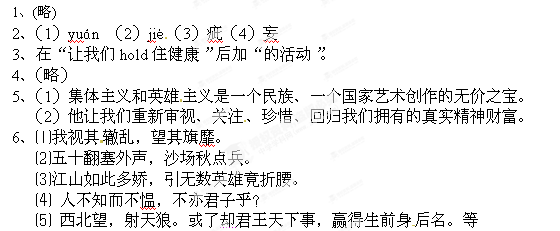 1、(略)
2、(1) yuán (2) jiè (3) 疵 (4) 妄
3、在“让我们hold住健康”后加“的活动”。
4、(略)
5、(1) 集体主义和英雄主义是一个民族、一个国家艺术创作的无价之宝。
(2) 他让我们重新审视、关注、珍惜、回归我们拥有的真实精神财富。
6、⑴我视其辙乱，望其旗靡。
⑵五十翻塞外声，沙场秋点兵。
⑶江山如此多娇，引无数英雄竞折腰。
⑷ 人不知而不愠，不亦君子乎？
⑸ 西北望，射天狼。或了却君王天下事，赢得生前身后名。等